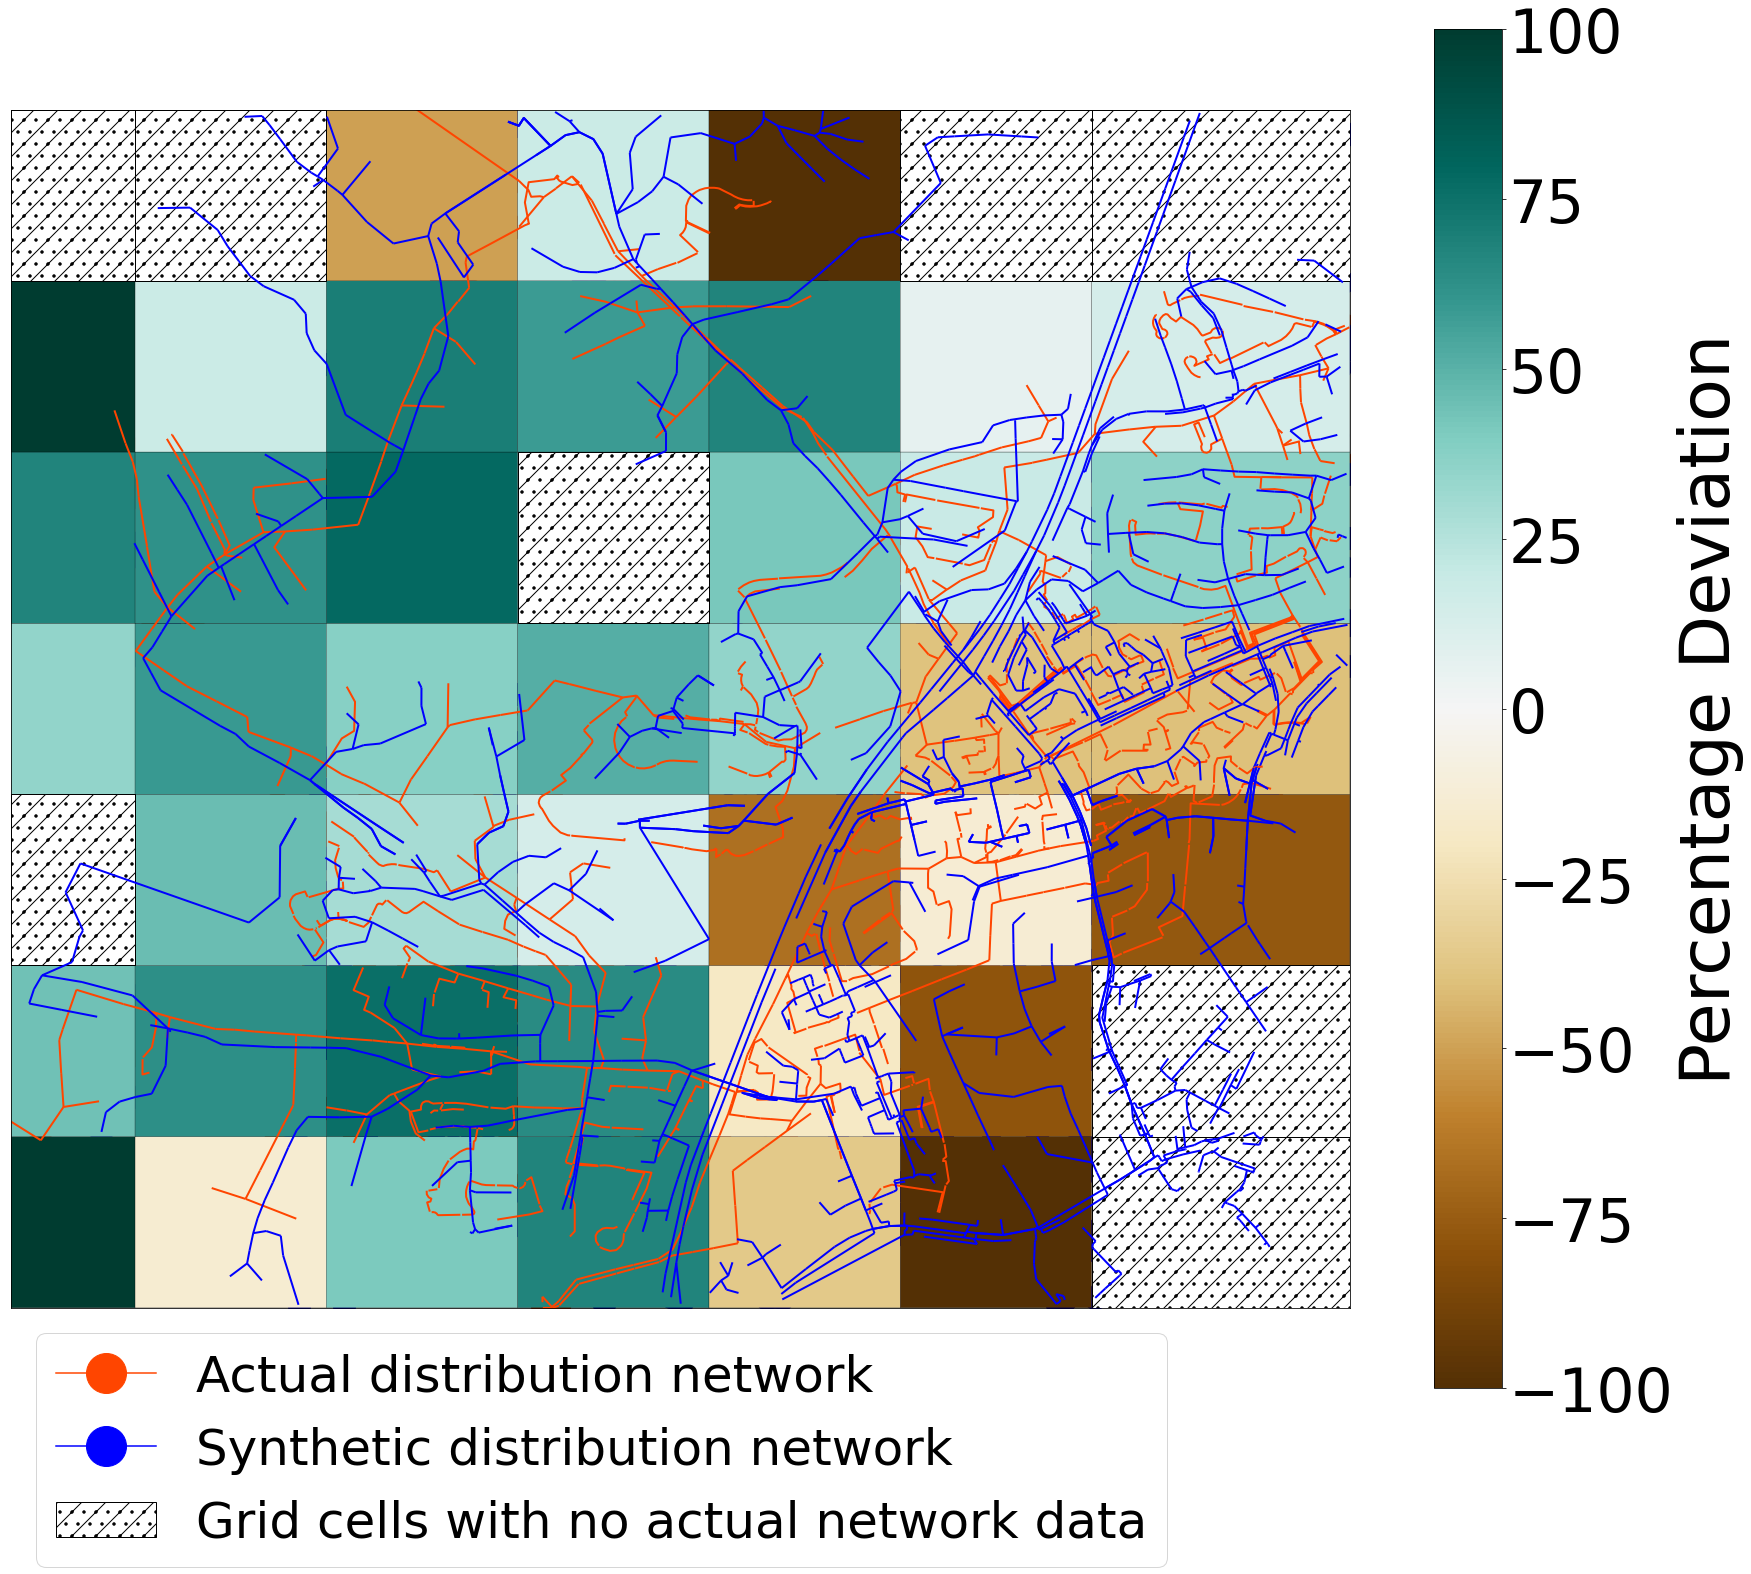 100
75
50
25
0
−25
−50
−75
−100
Percentage Deviation
Actual distribution network
Synthetic distribution network
Grid cells with no actual network data